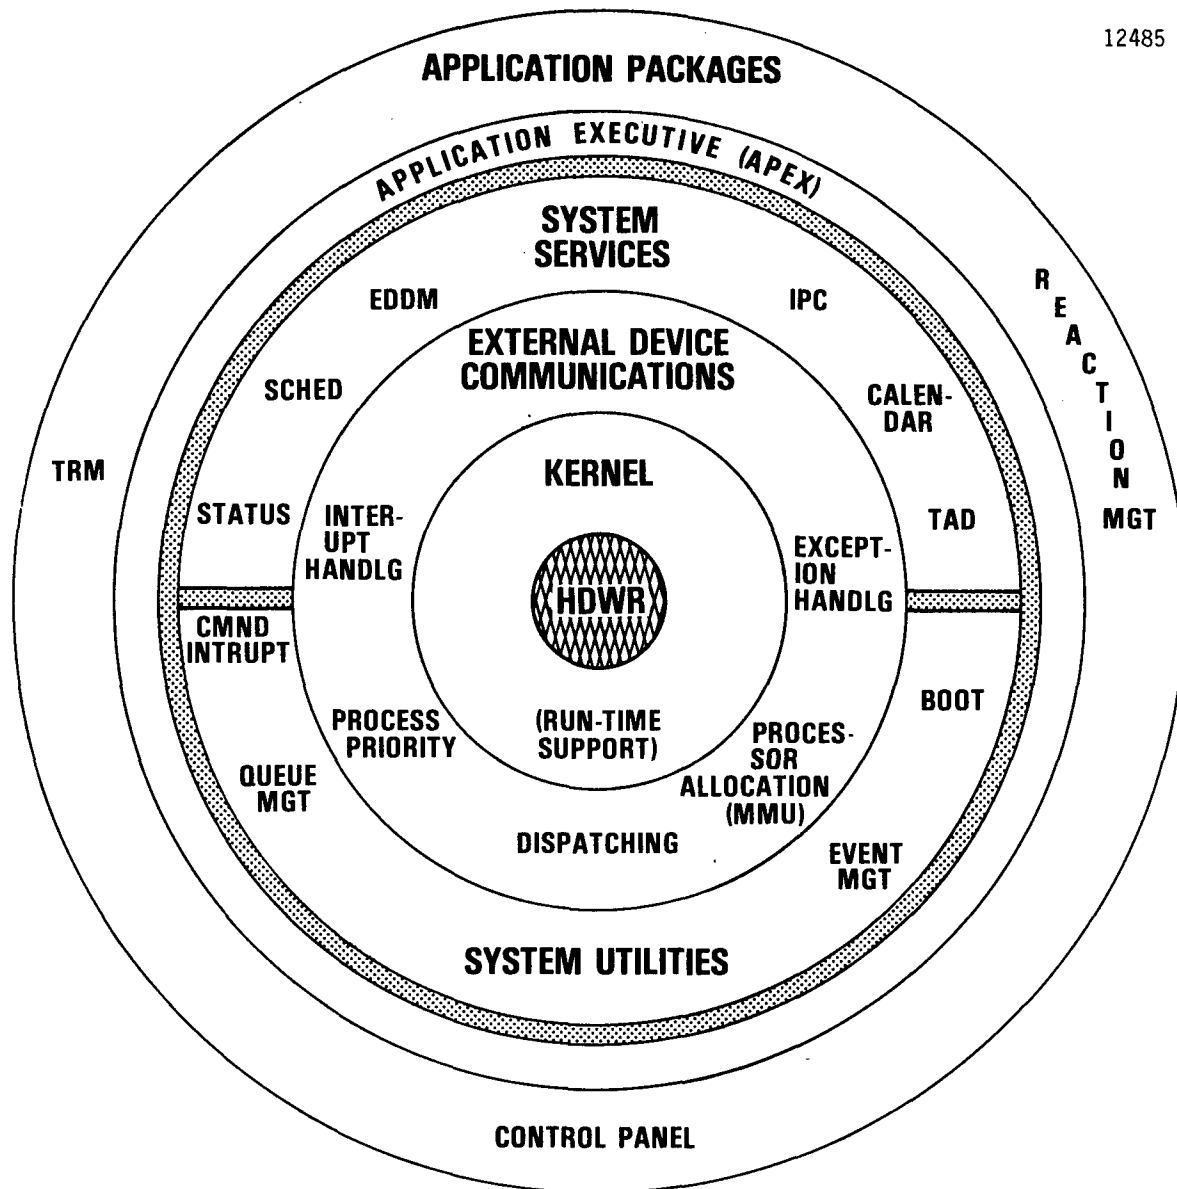 12485
APPLICATION PACKAGES
APPLICATION EXECUTIVE (APEX)
SYSTEM
SERVICES
EDDM
IPC
SCHED
CALEN-
DAR
STATUS
TAD
EXTERNAL DEVICE
COMMUNICATIONS
KERNEL
INTER-
UPT
HANDLG
EXCEPT-
ION
HANDLG
HDWR
(RUN-TIME
SUPPORT)
TRM
REACTION
MGT
CMND
INTRUPT
BOOT
PROCESS
PRIORITY
PROCES-
SOR
ALLOCATION
(MMU)
QUEUE
MGT
DISPATCHING
EVENT
MGT
SYSTEM UTILITIES
CONTROL PANEL